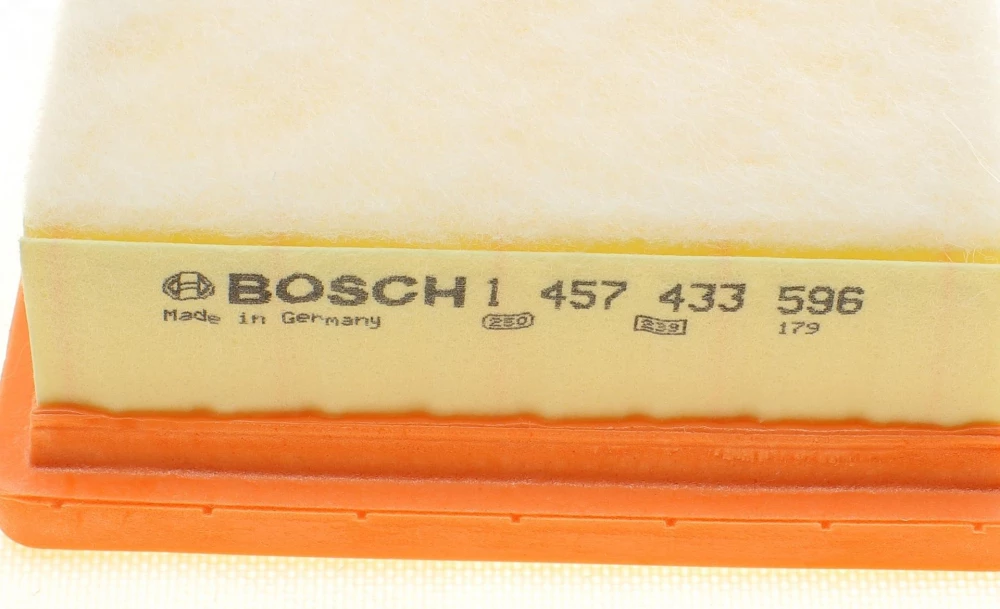 BOSCH 1 457 433 596
Made in Germany 250 239 179